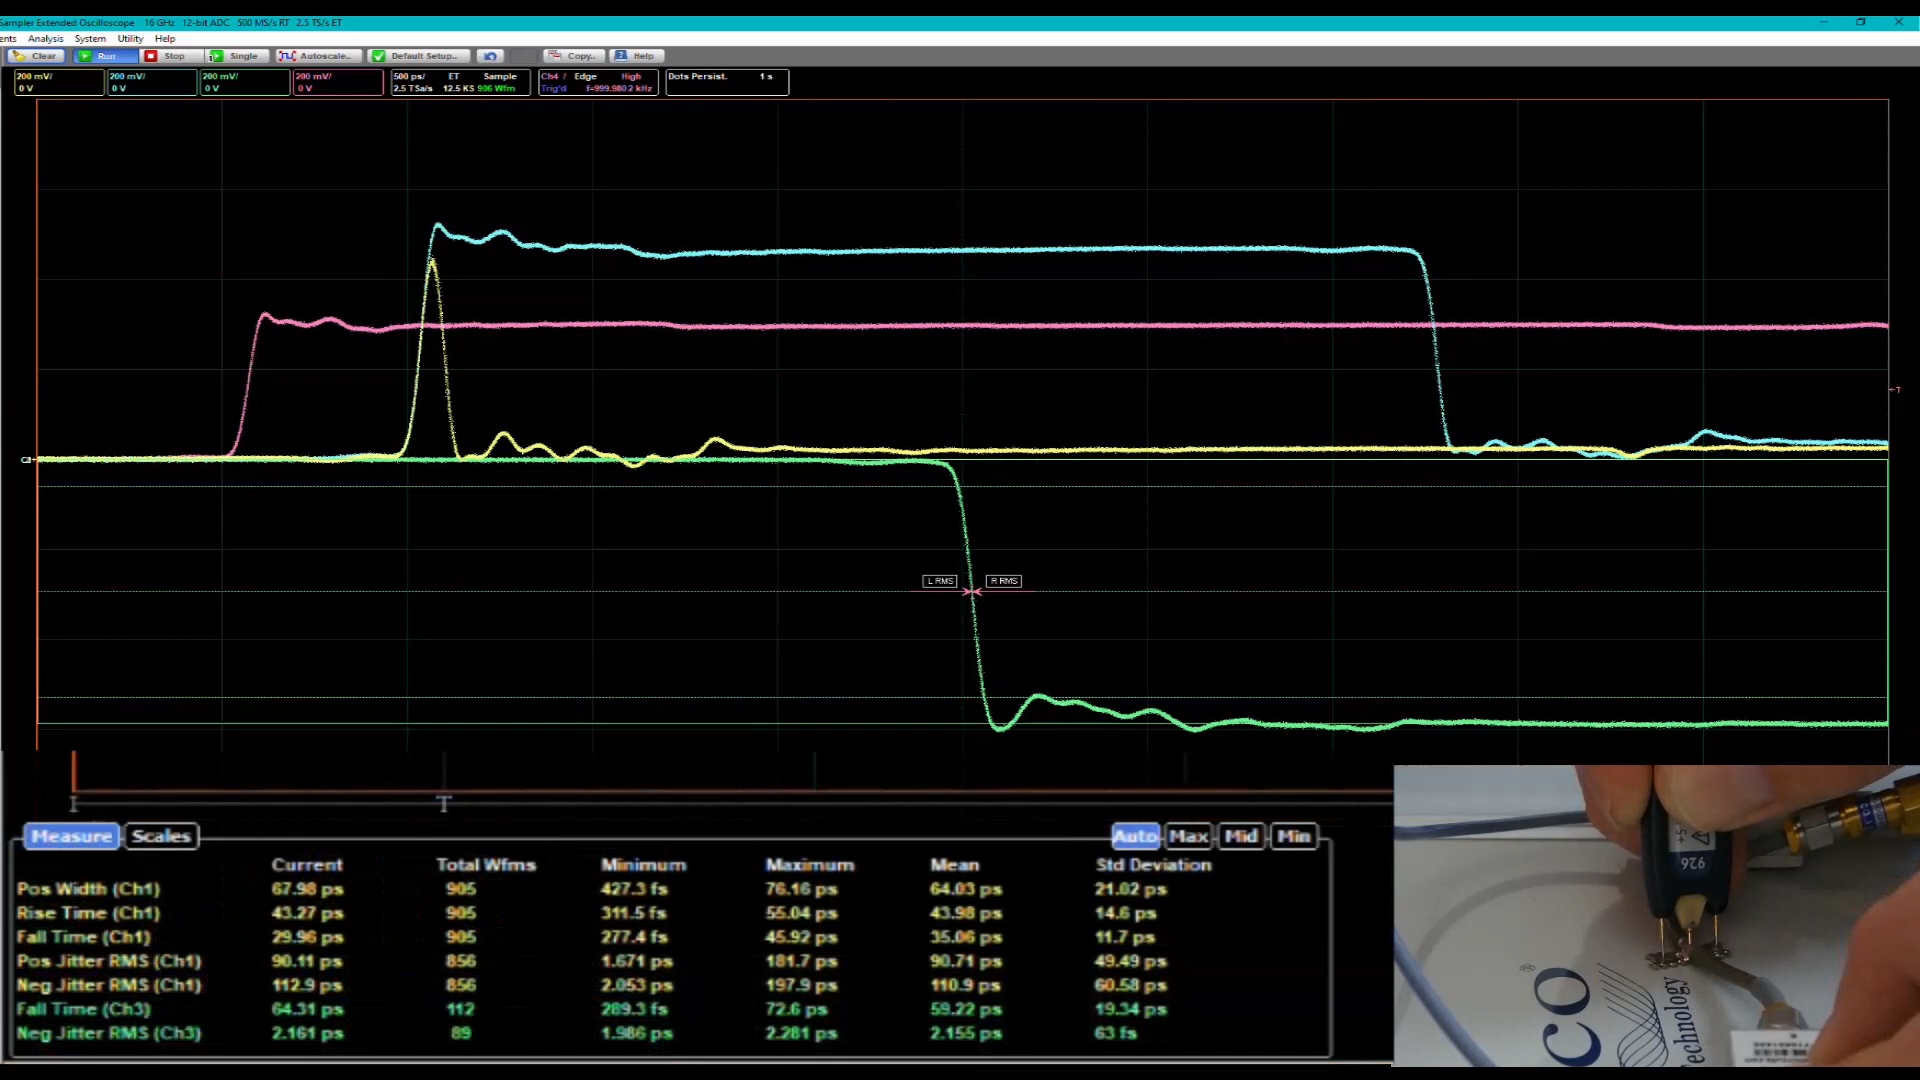 Sampler Extended Oscilloscope 16 GHz 12-bit ADC 500 MS/s RT 2.5 TS/s ET
ents Analysis System Utility Help
Clear Run Stop Single Autoscale.. Default Setup.. Copy.. Help
200 mV/ 200 mV/ 200 mV/ 200 mV/ 500 ps/ ET Sample Ch4 / Edge High Dots Persist. 1 s
0 V 0 V 0 V 0 V 2.5 TSa/s 12.5 KS 906 Wfm Trig'd f=999.9802 kHz
T
L RMS R RMS
T
Measure Scales Auto Max Mid Min
Current Total Wfms Minimum Maximum Mean Std Deviation
Pos Width (Ch1) 67.98 ps 905 427.3 fs 76.16 ps 64.03 ps 21.02 ps
Rise Time (Ch1) 43.27 ps 905 311.5 fs 55.04 ps 43.98 ps 14.6 ps
Fall Time (Ch1) 29.96 ps 905 277.4 fs 45.92 ps 35.06 ps 11.7 ps
Pos Jitter RMS (Ch1) 90.11 ps 856 1.671 ps 181.7 ps 90.71 ps 49.49 ps
Neg Jitter RMS (Ch1) 112.9 ps 856 2.053 ps 197.9 ps 110.9 ps 60.58 ps
Fall Time (Ch3) 64.31 ps 112 289.3 fs 72.6 ps 59.22 ps 19.34 ps
Neg Jitter RMS (Ch3) 2.161 ps 89 1.986 ps 2.281 ps 2.155 ps 63 fs
926
CO ®
echnology